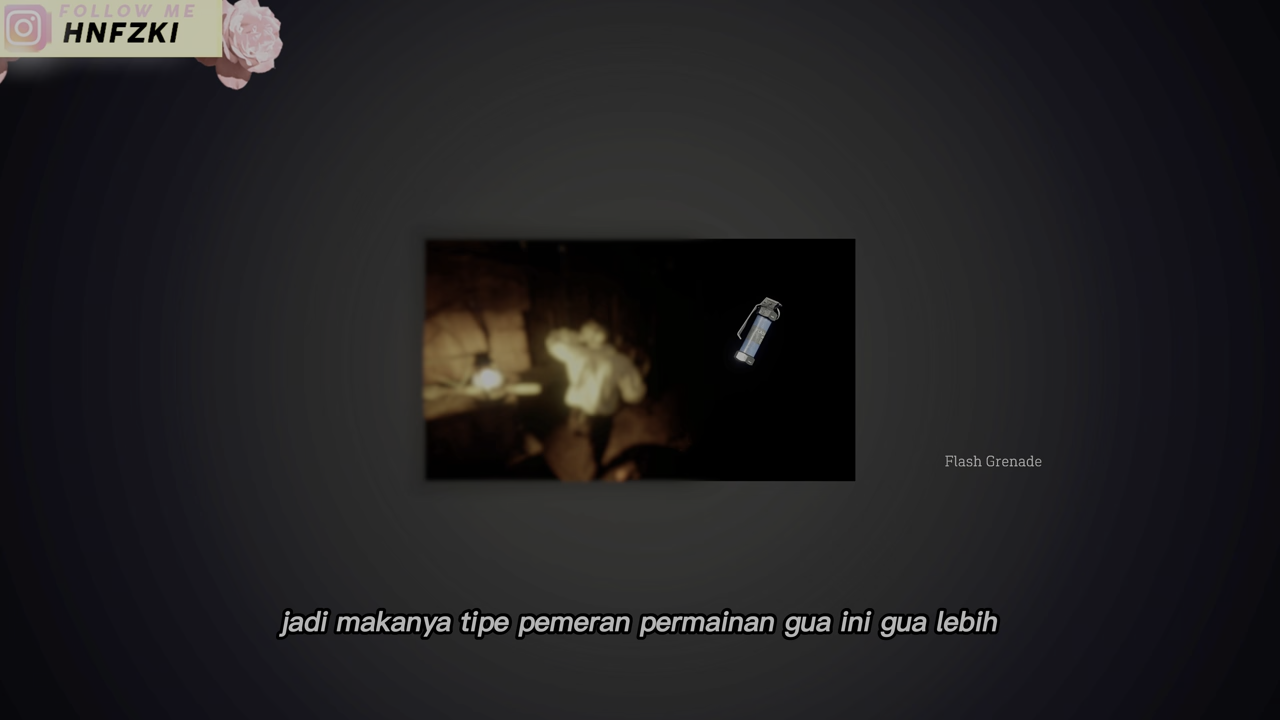 FOLLOW ME
HNFZKI
Flash Grenade
jadi makanya tipe pemeran permainan gua ini gua lebih